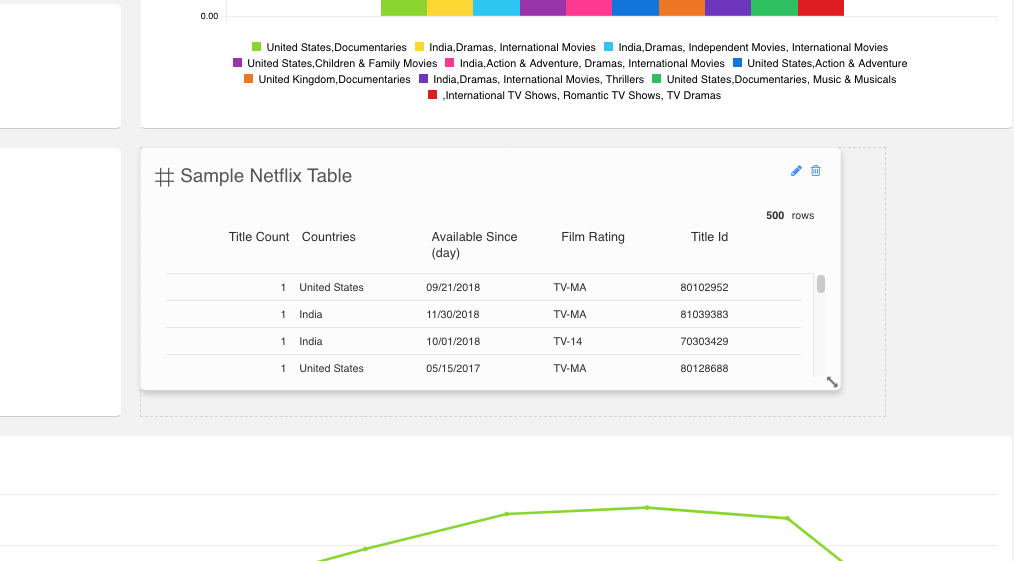 0.00
United States,Documentaries India,Dramas, International Movies India,Dramas, Independent Movies, International Movies
United States,Children & Family Movies India,Action & Adventure, Dramas, International Movies United States,Action & Adventure
United Kingdom,Documentaries India,Dramas, International Movies, Thrillers United States,Documentaries, Music & Musicals
,International TV Shows, Romantic TV Shows, TV Dramas
Sample Netflix Table
500 rows
Title Count Countries Available Since (day) Film Rating Title Id
1 United States 09/21/2018 TV-MA 80102952
1 India 11/30/2018 TV-MA 81039383
1 India 10/01/2018 TV-14 70303429
1 United States 05/15/2017 TV-MA 80128688